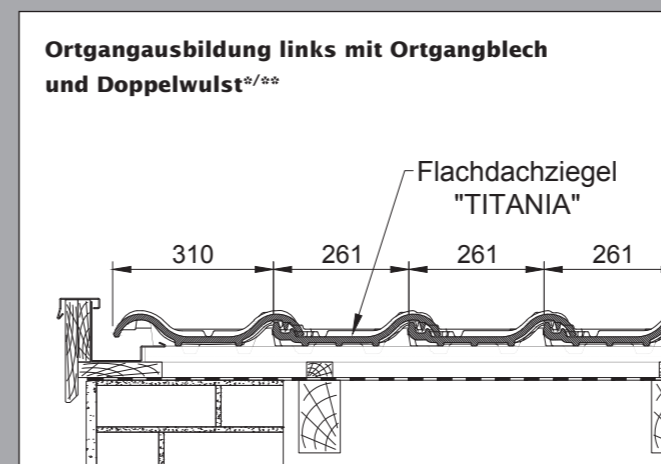 Ortgangausbildung links mit Ortgangblech
und Doppelwulst*/**
Flachdachziegel
"TITANIA"
310 261 261 261